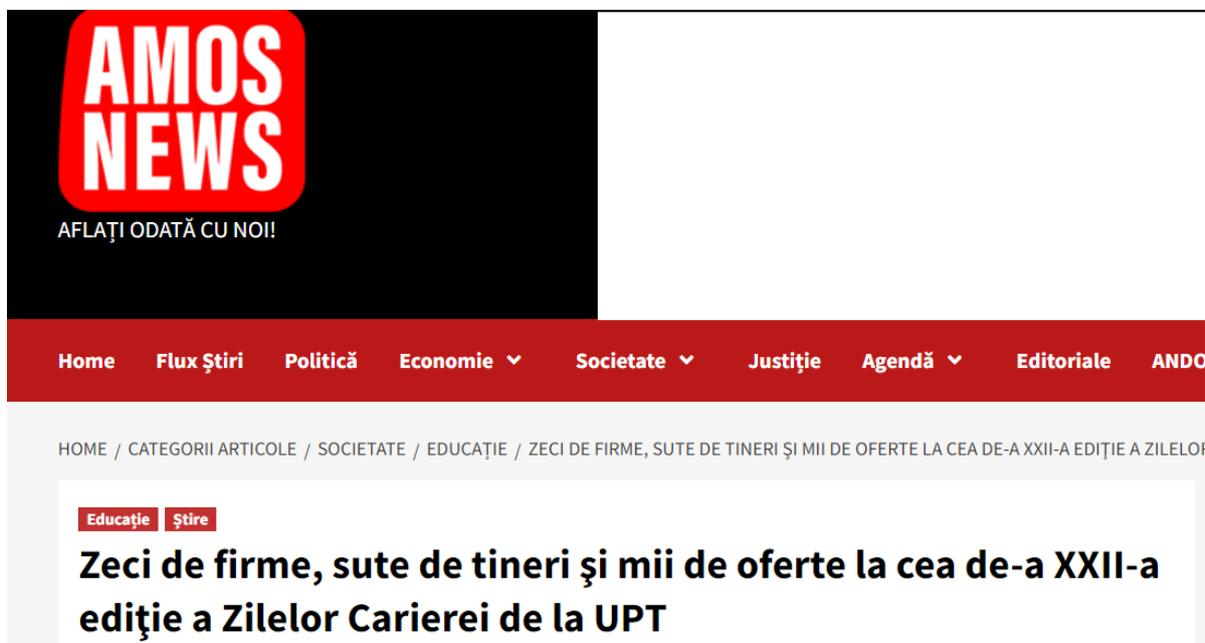 AMOS
NEWS
AFLAȚI ODATĂ CU NOI!
Home Flux Știri Politică Economie Societate Justiție Agendă Editoriale ANDO
HOME / CATEGORII ARTICOLE / SOCIETATE / EDUCAȚIE / ZECI DE FIRME, SUTE DE TINERI ŞI MII DE OFERTE LA CEA DE-A XXII-A EDIŢIE A ZILELOR
Educație Știre
Zeci de firme, sute de tineri şi mii de oferte la cea de-a XXII-a
ediţie a Zilelor Carierei de la UPT